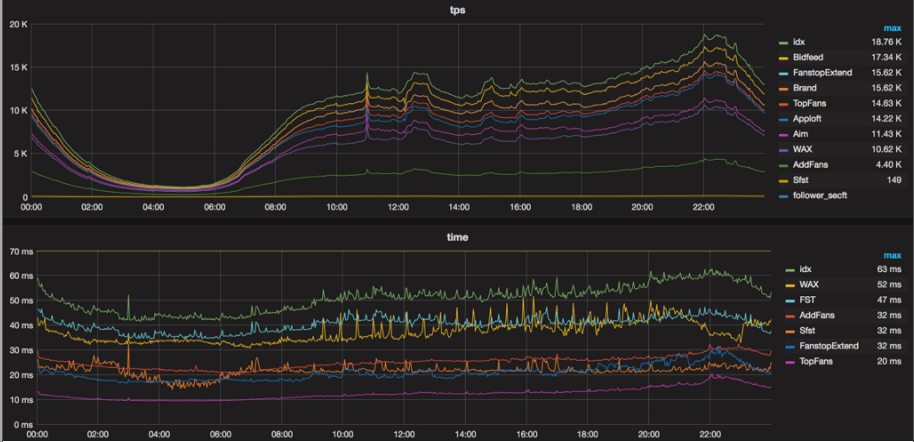 tps
20 K
15 K
10 K
5 K
0
00:00 02:00 04:00 06:00 08:00 10:00 12:00 14:00 16:00 18:00 20:00 22:00
max
idx 18.76 K
Bidfeed 17.34 K
FanstopExtend 15.62 K
Brand 15.62 K
TopFans 14.63 K
Apploft 14.22 K
Aim 11.43 K
WAX 10.62 K
AddFans 4.40 K
Sfst 149
follower_secft
time
70 ms
60 ms
50 ms
40 ms
30 ms
20 ms
10 ms
0 ms
00:00 02:00 04:00 06:00 08:00 10:00 12:00 14:00 16:00 18:00 20:00 22:00
max
idx 63 ms
WAX 52 ms
FST 47 ms
AddFans 32 ms
Sfst 32 ms
FanstopExtend 32 ms
TopFans 20 ms